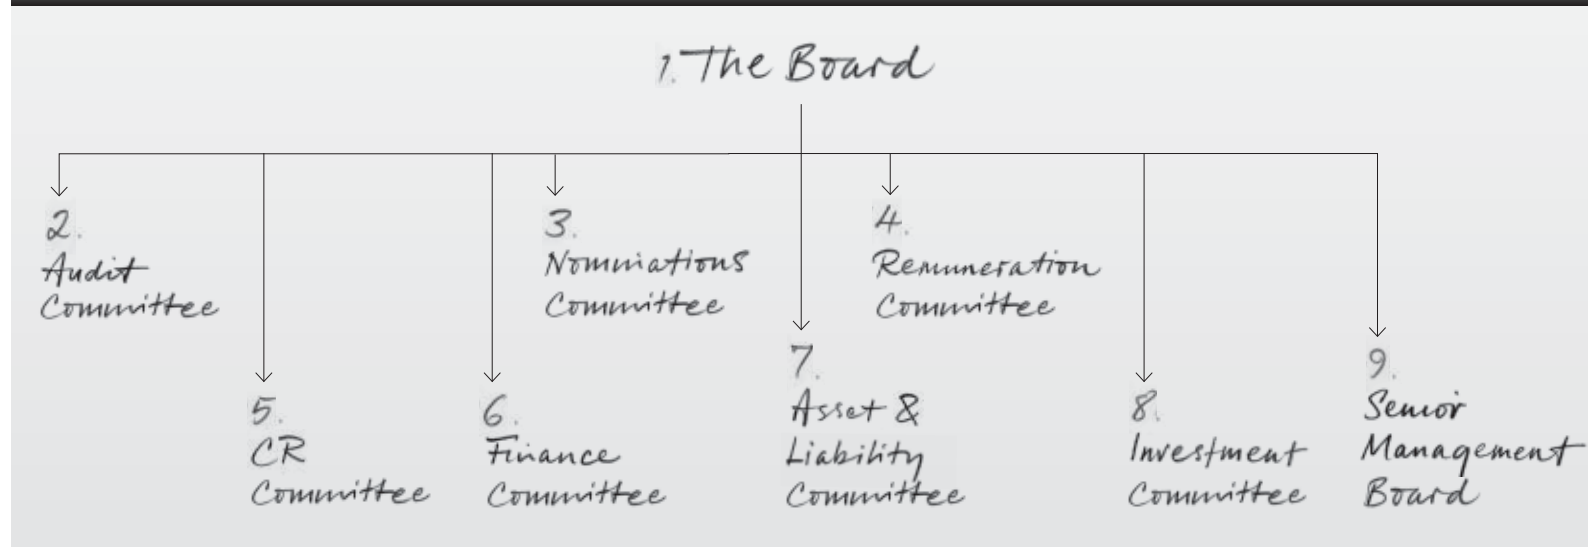 1. The Board
2.
Audit
Committee
3.
Nominations
Committee
4.
Remuneration
Committee
5.
CR
Committee
6.
Finance
Committee
7.
Asset &
Liability
Committee
8.
Investment
Committee
9.
Senior
Management
Board